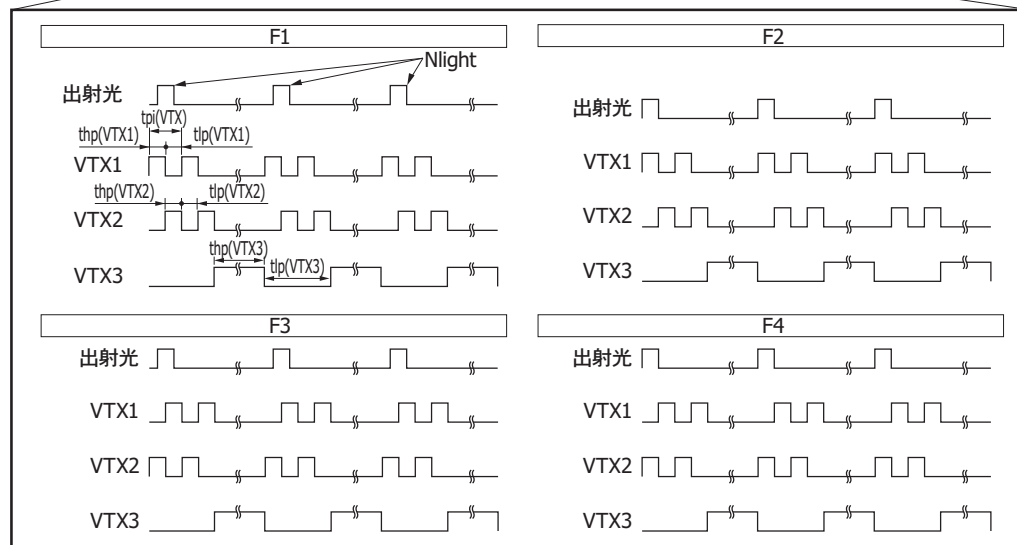 F1
Nlight
出射光
tpi(VTX)
thp(VTX1)
tlp(VTX1)
VTX1
thp(VTX2)
tlp(VTX2)
VTX2
thp(VTX3)
tlp(VTX3)
VTX3
F2
出射光
VTX1
VTX2
VTX3
F3
出射光
VTX1
VTX2
VTX3
F4
出射光
VTX1
VTX2
VTX3